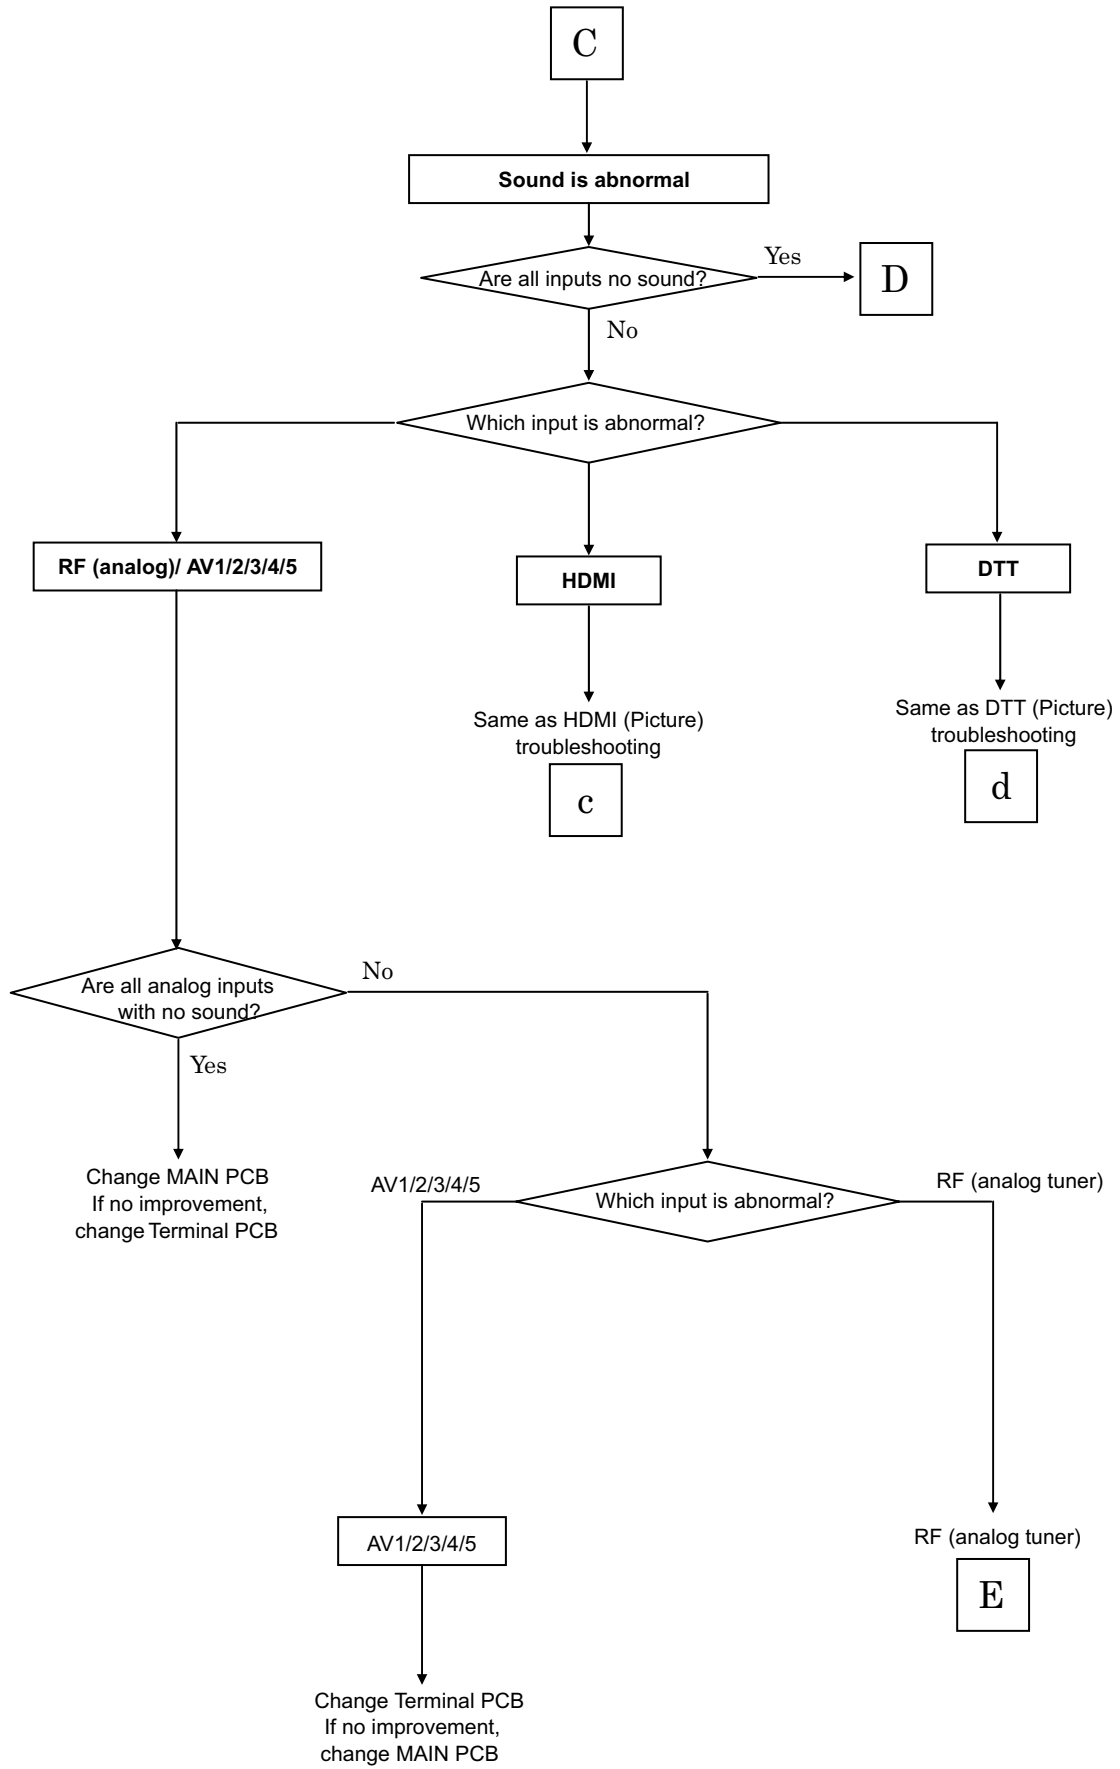 C
Sound is abnormal
Are all inputs no sound?
Yes
D
No
Which input is abnormal?
RF (analog)/ AV1/2/3/4/5
HDMI
DTT
Same as HDMI (Picture)
troubleshooting
c
Same as DTT (Picture)
troubleshooting
d
Are all analog inputs
with no sound?
No
Yes
Change MAIN PCB
If no improvement,
change Terminal PCB
AV1/2/3/4/5
Which input is abnormal?
RF (analog tuner)
AV1/2/3/4/5
RF (analog tuner)
E
Change Terminal PCB
If no improvement,
change MAIN PCB